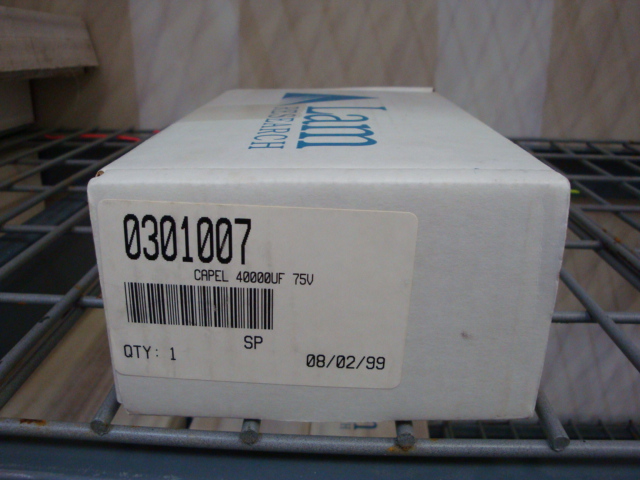 Lam
RESEARCH
0301007
CAPEL 40000UF 75V
SP
QTY: 1
08/02/99